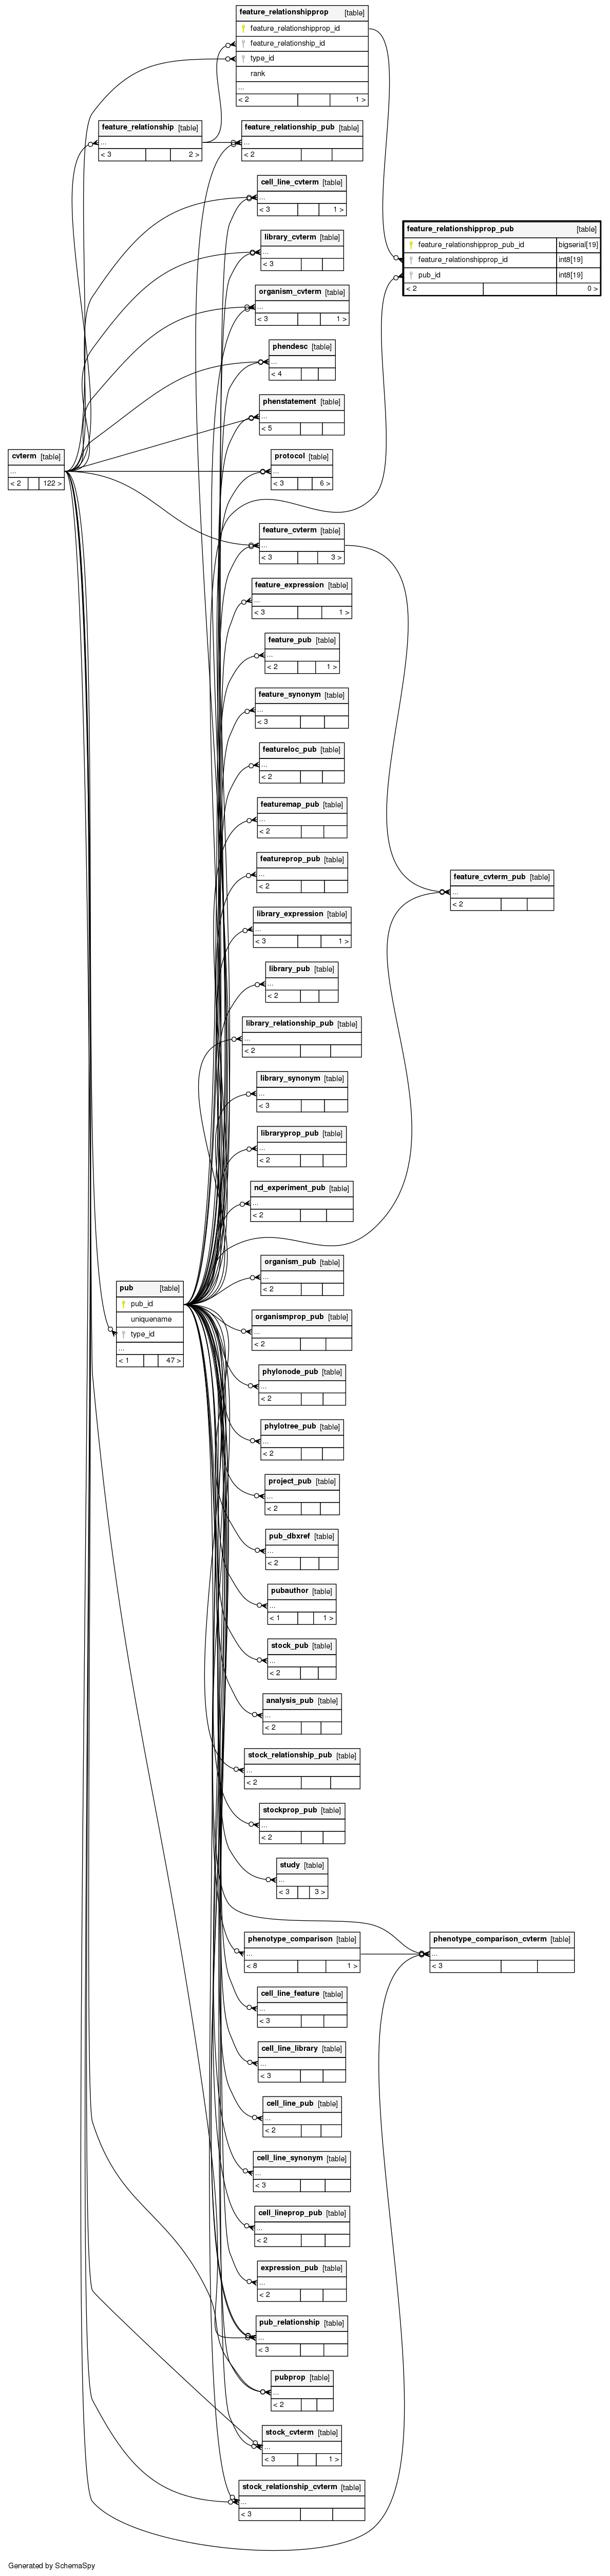 feature_relationshipprop [table]
feature_relationshipprop_id
feature_relationship_id
type_id
rank
...
< 2 1 >
feature_relationship [table]
...
< 3 2 >
feature_relationship_pub [table]
...
< 2
cell_line_cvterm [table]
...
< 3 1 >
feature_relationshipprop_pub [table]
feature_relationshipprop_pub_id bigserial[19]
feature_relationshipprop_id int8[19]
pub_id int8[19]
< 2 0 >
library_cvterm [table]
...
< 3
organism_cvterm [table]
...
< 3 1 >
phendesc [table]
...
< 4
phenstatement [table]
...
< 5
cvterm [table]
...
< 2 122 >
protocol [table]
...
< 3 6 >
feature_cvterm [table]
...
< 3 3 >
feature_expression [table]
...
< 3 1 >
feature_pub [table]
...
< 2 1 >
feature_synonym [table]
...
< 3
featureloc_pub [table]
...
< 2
featuremap_pub [table]
...
< 2
featureprop_pub [table]
...
< 2
feature_cvterm_pub [table]
...
< 2
library_expression [table]
...
< 3 1 >
library_pub [table]
...
< 2
library_relationship_pub [table]
...
< 2
library_synonym [table]
...
< 3
libraryprop_pub [table]
...
< 2
nd_experiment_pub [table]
...
< 2
organism_pub [table]
...
< 2
pub [table]
pub_id
uniquename
type_id
...
< 1 47 >
organismprop_pub [table]
...
< 2
phylonode_pub [table]
...
< 2
phylotree_pub [table]
...
< 2
project_pub [table]
...
< 2
pub_dbxref [table]
...
< 2
pubauthor [table]
...
< 1 1 >
stock_pub [table]
...
< 2
analysis_pub [table]
...
< 2
stock_relationship_pub [table]
...
< 2
stockprop_pub [table]
...
< 2
study [table]
...
< 3 3 >
phenotype_comparison [table]
...
< 8 1 >
phenotype_comparison_cvterm [table]
...
< 3
cell_line_feature [table]
...
< 3
cell_line_library [table]
...
< 3
cell_line_pub [table]
...
< 2
cell_line_synonym [table]
...
< 3
cell_lineprop_pub [table]
...
< 2
expression_pub [table]
...
< 2
pub_relationship [table]
...
< 3
pubprop [table]
...
< 2
stock_cvterm [table]
...
< 3 1 >
stock_relationship_cvterm [table]
...
< 3
Generated by SchemaSpy